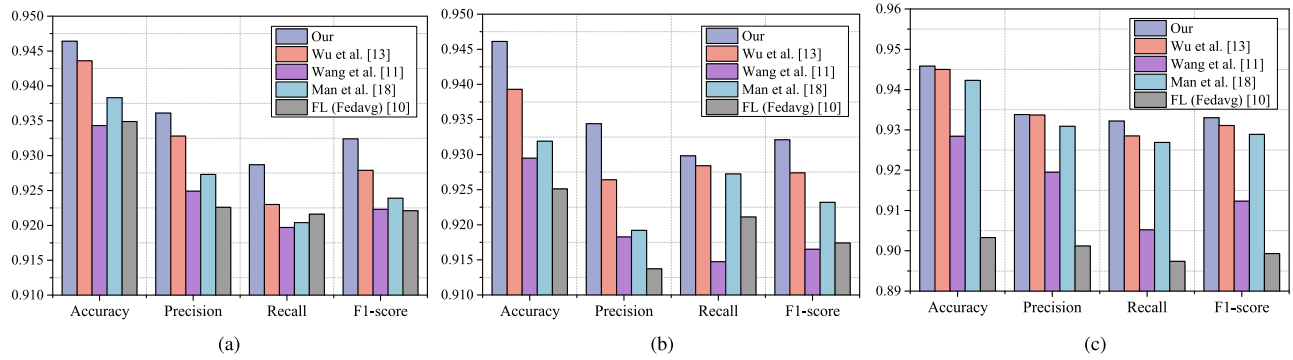 0.950
0.945
0.940
0.935
0.930
0.925
0.920
0.915
0.910
Our
Wu et al. [13]
Wang et al. [11]
Man et al. [18]
FL (Fedavg) [10]
Accuracy Precision Recall F1-score
(a)
0.950
0.945
0.940
0.935
0.930
0.925
0.920
0.915
0.910
Our
Wu et al. [13]
Wang et al. [11]
Man et al. [18]
FL (Fedavg) [10]
Accuracy Precision Recall F1-score
(b)
0.96
0.95
0.94
0.93
0.92
0.91
0.90
0.89
Our
Wu et al. [13]
Wang et al. [11]
Man et al. [18]
FL (Fedavg) [10]
Accuracy Precision Recall F1-score
(c)